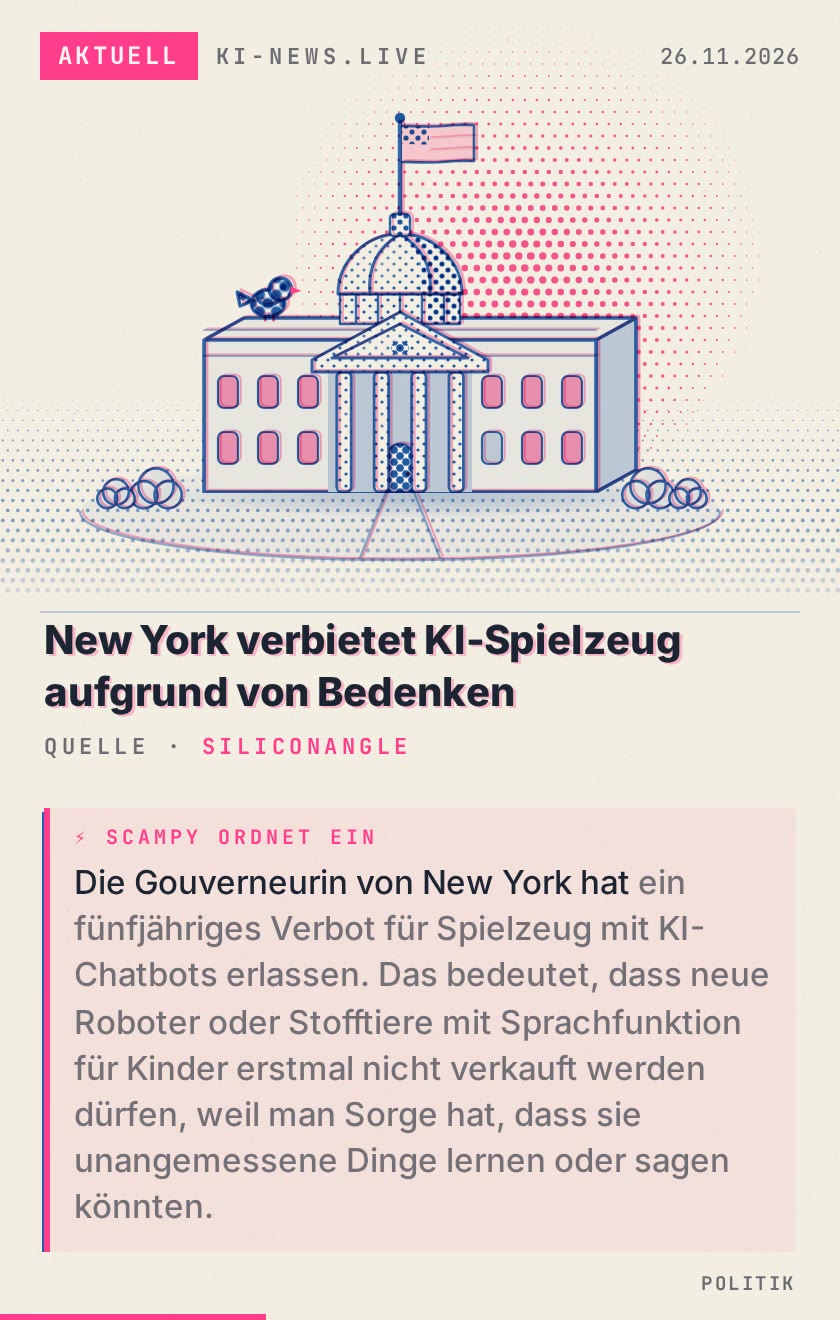 AKTUELL KI-NEWS.LIVE 26.11.2026
New York verbietet KI-Spielzeug
aufgrund von Bedenken
QUELLE · SILICONANGLE
⚡ SCAMPY ORDNET EIN
Die Gouverneurin von New York hat ein
fünfjähriges Verbot für Spielzeug mit KI-
Chatbots erlassen. Das bedeutet, dass neue
Roboter oder Stofftiere mit Sprachfunktion
für Kinder erstmal nicht verkauft werden
dürfen, weil man Sorge hat, dass sie
unangemessene Dinge lernen oder sagen
könnten.
POLITIK